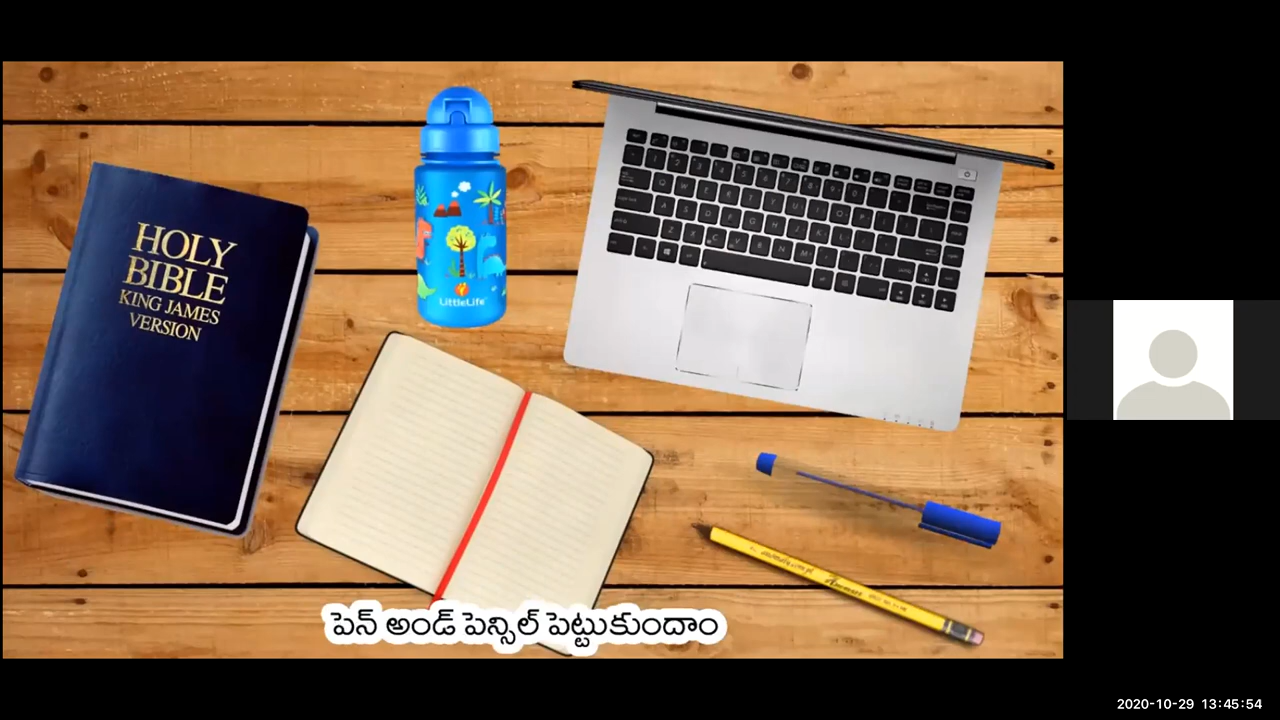 HOLY
BIBLE
KING JAMES
VERSION
LittleLife
పెన్ అండ్ పెన్సిల్ పెట్టుకుందాం
2020-10-29 13:45:54